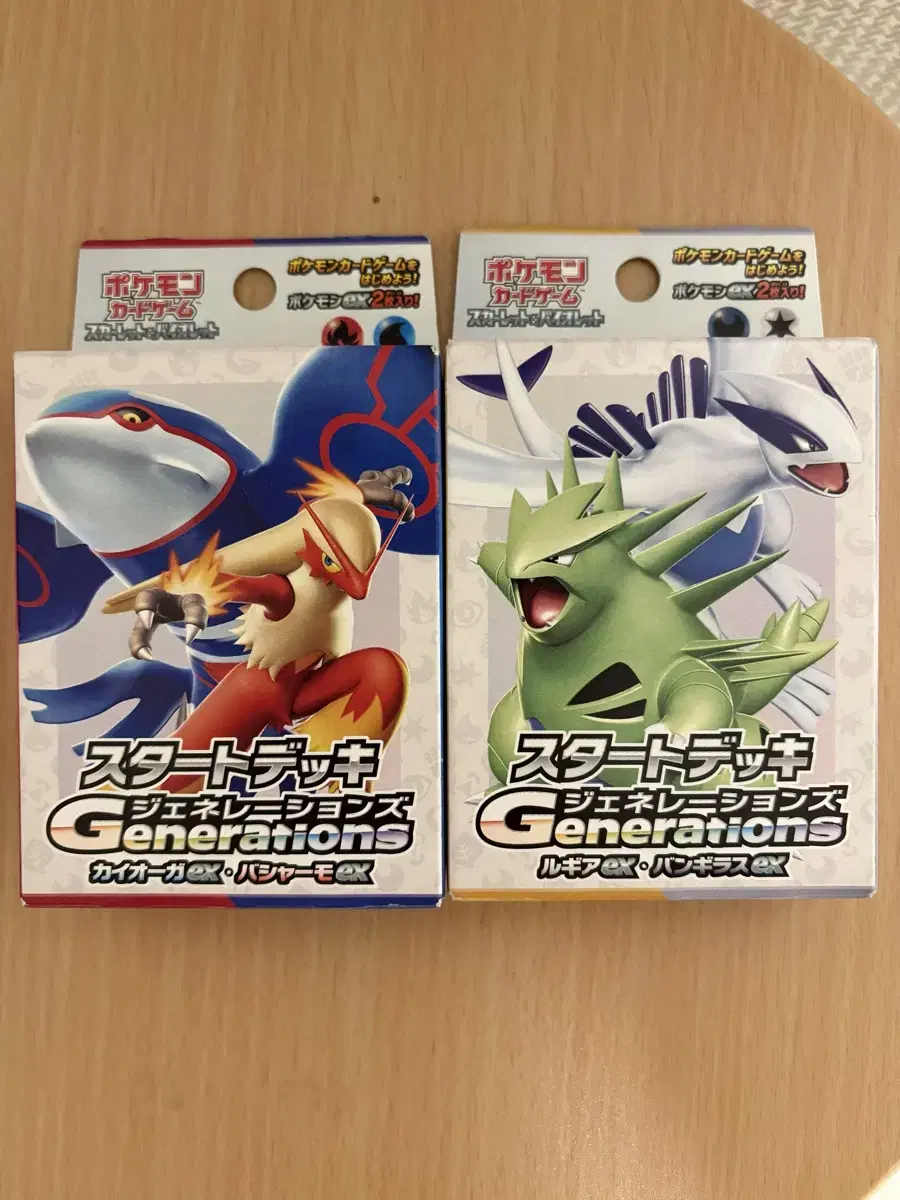 ポケモン
カードゲーム
スカーレット&バイオレット
ポケモンカードゲームを
はじめよう!
ポケモンex2枚入り!
スタートデッキ
ジェネレーションズ
Generations
カイオーガex・バシャーモex
ポケモン
カードゲーム
スカーレット&バイオレット
ポケモンカードゲームを
はじめよう!
ポケモンex2枚入り!
スタートデッキ
ジェネレーションズ
Generations
ルギアex・バンギラスex